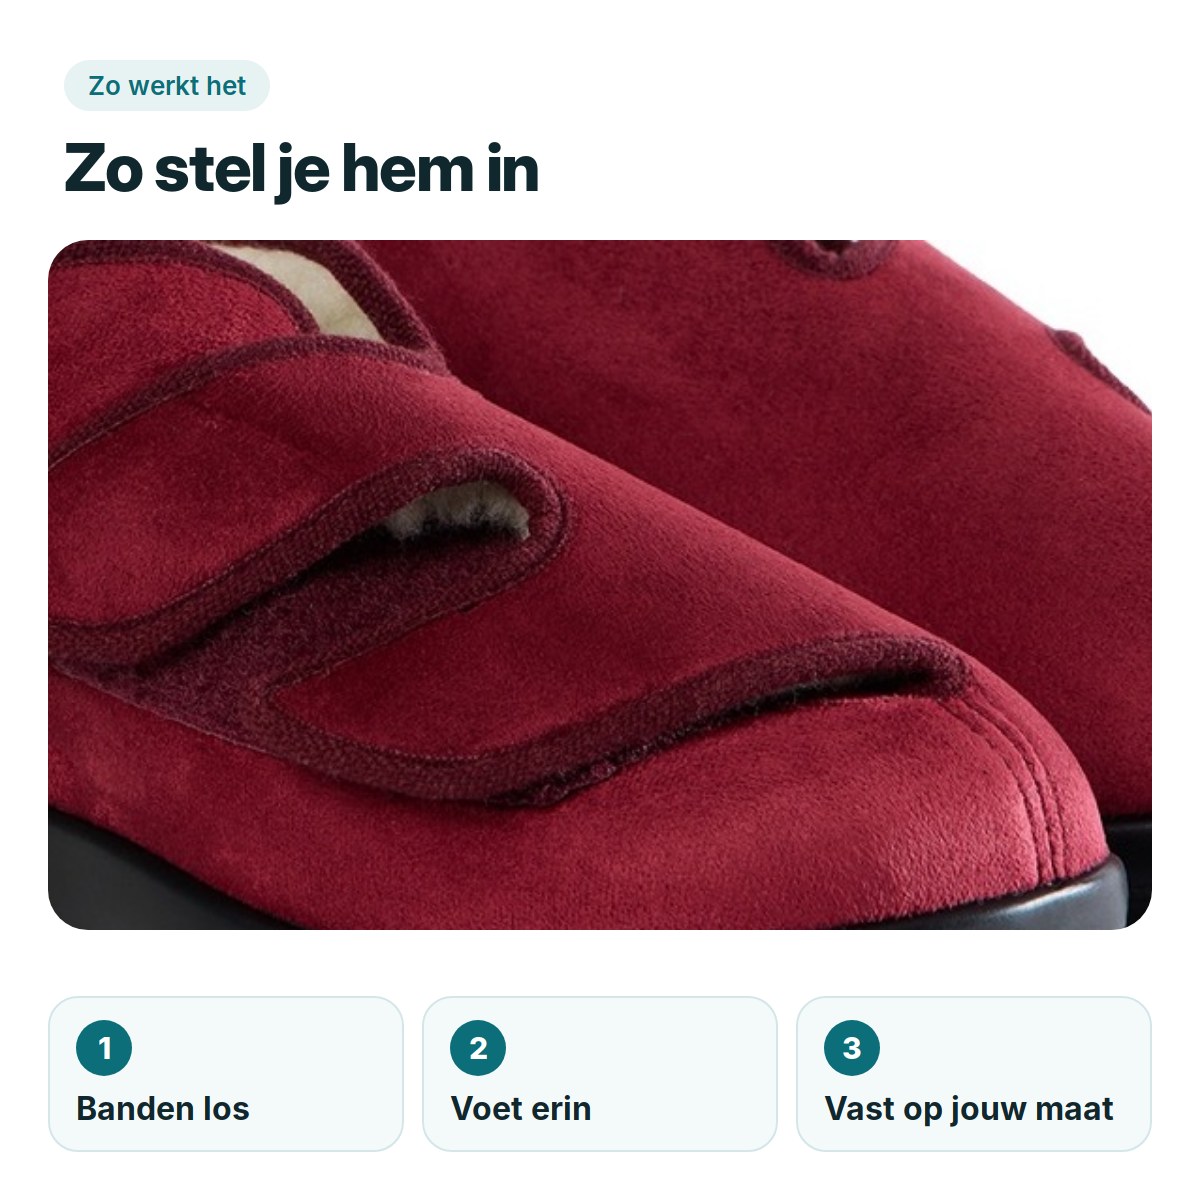 Zo werkt het
Zo stel je hem in
1
Banden los
2
Voet erin
3
Vast op jouw maat